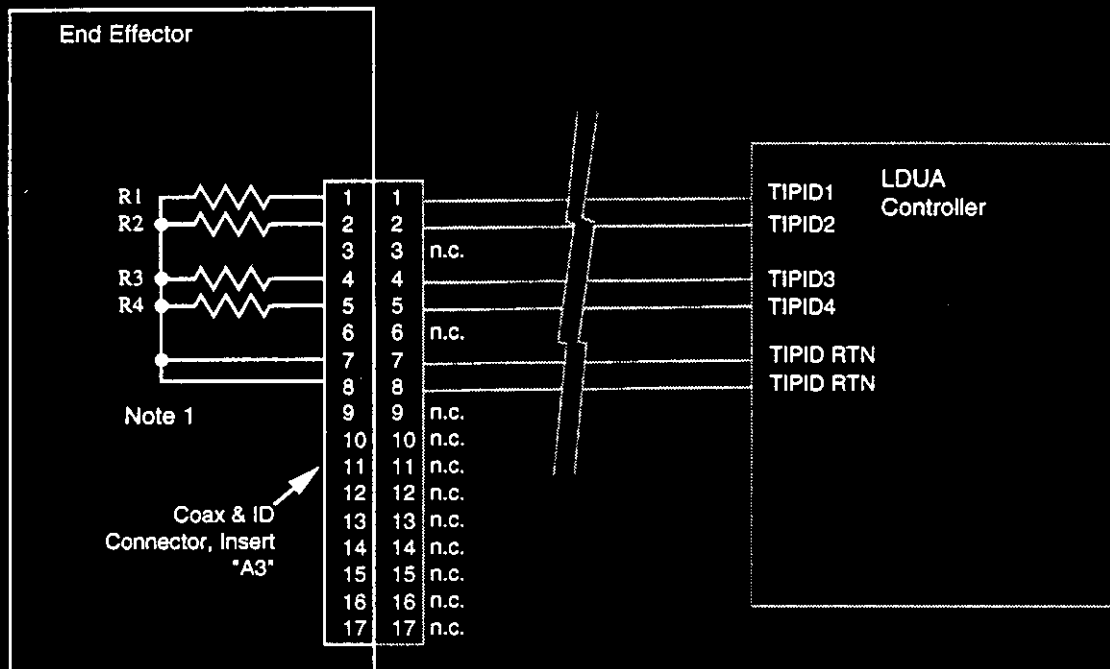 End Effector
LDUA
Controller
R1 1 1 TIPID1
R2 2 2 TIPID2
3 3 n.c.
R3 4 4 TIPID3
R4 5 5 TIPID4
6 6 n.c.
7 7 TIPID RTN
8 8 TIPID RTN
Note 1
9 9 n.c.
10 10 n.c.
11 11 n.c.
12 12 n.c.
13 13 n.c.
14 14 n.c.
15 15 n.c.
16 16 n.c.
17 17 n.c.
Coax & ID
Connector, Insert
"A3"